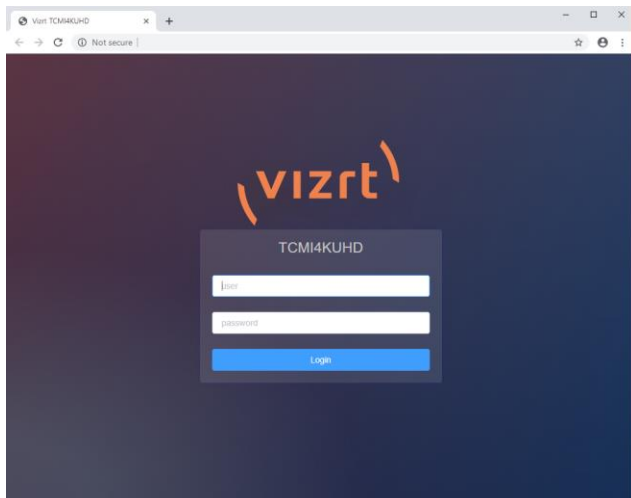 Vizrt TCMI4KUHD
Not secure
vizrt
TCMI4KUHD
user
password
Login